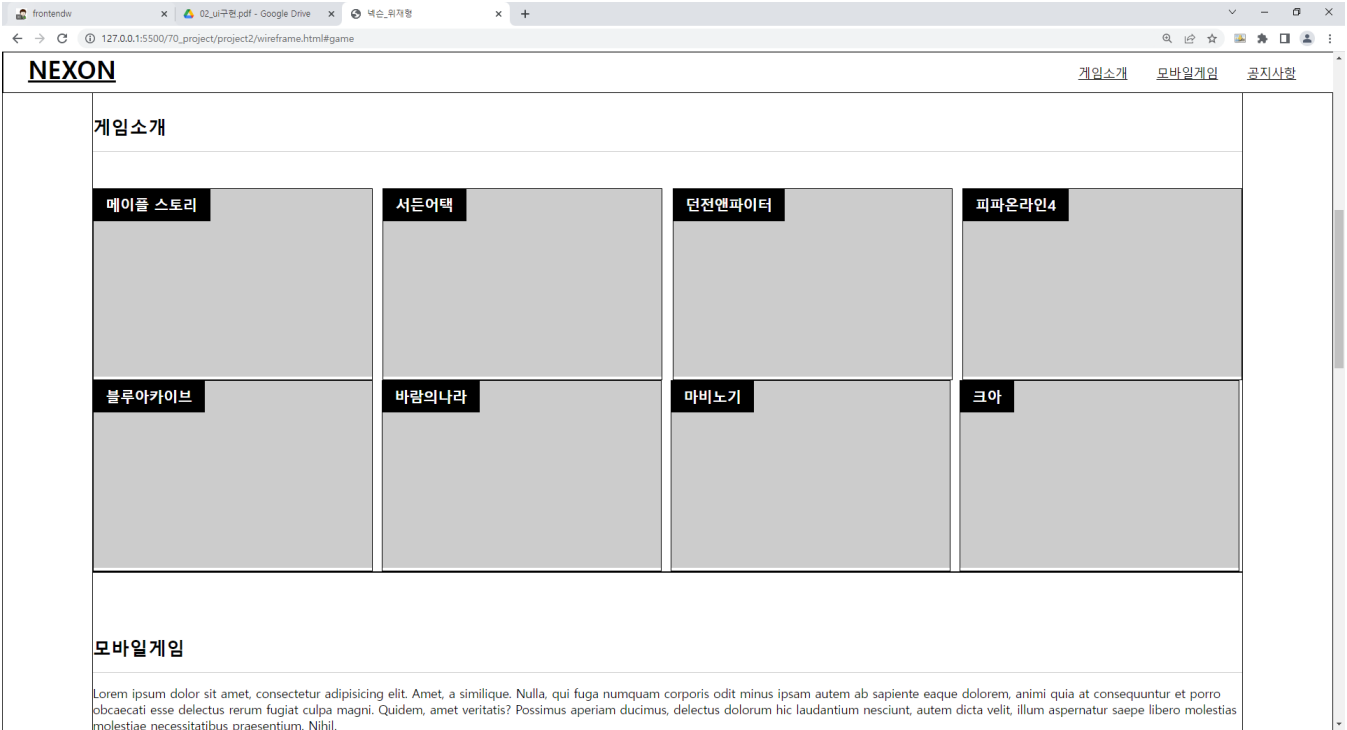 frontendw
02_ui구현.pdf - Google Drive
넥슨_위재형
127.0.0.1:5500/70_project/project2/wireframe.html#game
NEXON
게임소개
모바일게임
공지사항
게임소개
메이플 스토리
서든어택
던전앤파이터
피파온라인4
블루아카이브
바람의나라
마비노기
크아
모바일게임
Lorem ipsum dolor sit amet, consectetur adipisicing elit. Amet, a similique. Nulla, qui fuga numquam corporis odit minus ipsam autem ab sapiente eaque dolorem, animi quia at consequuntur et porro
obcaecati esse delectus rerum fugiat culpa magni. Quidem, amet veritatis? Possimus aperiam ducimus, delectus dolorum hic laudantium nesciunt, autem dicta velit, illum aspernatur saepe libero molestias
molestiae necessitatibus praesentium. Nihil.